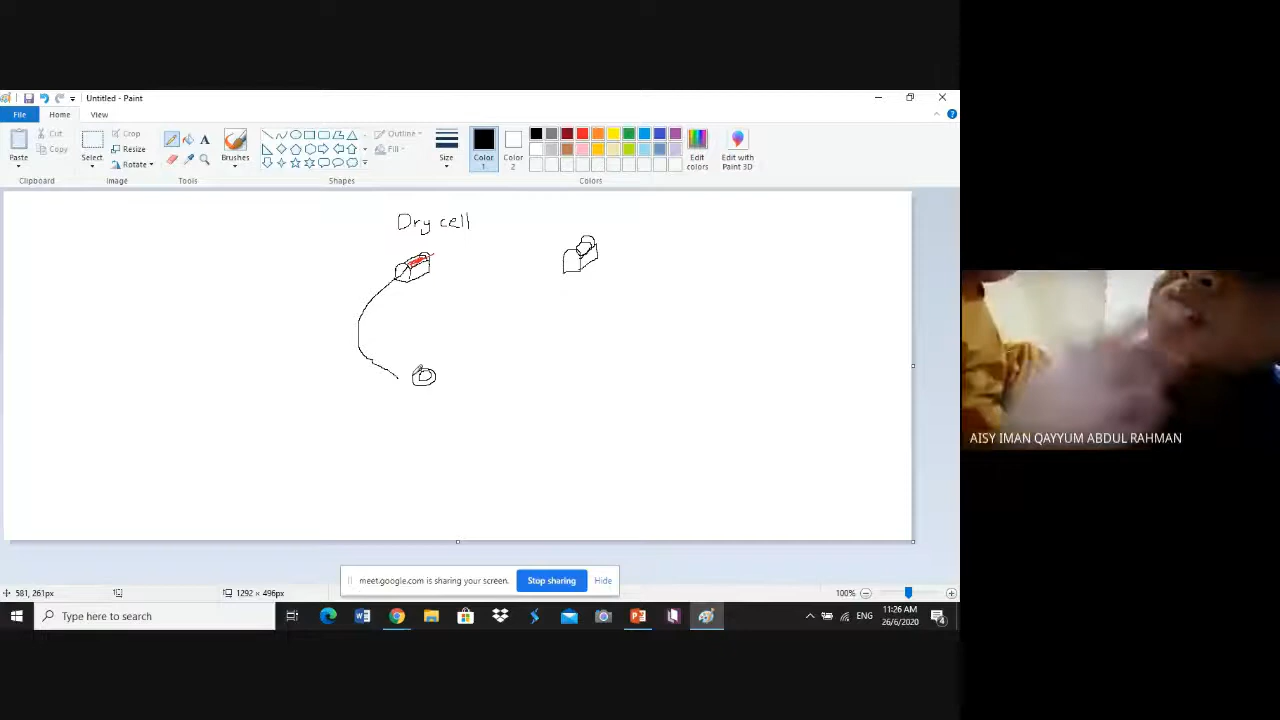 Untitled - Paint
File
Home
View
Paste
Cut
Copy
Clipboard
Select
Crop
Resize
Rotate
Image
Tools
Brushes
Shapes
Outline
Fill
Size
Color 1
Color 2
Colors
Edit colors
Edit with Paint 3D
Dry cell
AISY IMAN QAYYUM ABDUL RAHMAN
meet.google.com is sharing your screen.
Stop sharing
Hide
581, 261px
1292 × 496px
100%
Type here to search
ENG
11:26 AM
26/6/2020
4